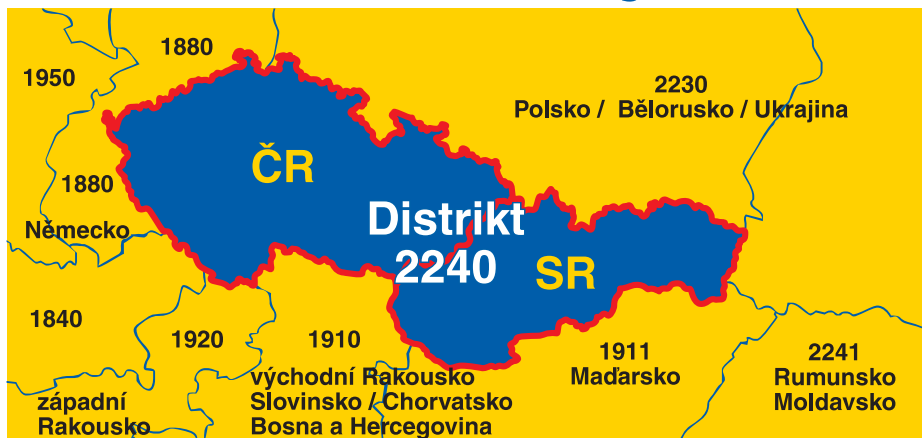 1880
1950
2230
Polsko / Bělorusko / Ukrajina
ČR
1880
Německo
Distrikt
2240
SR
1840
1920
1910
východní Rakousko
Slovinsko / Chorvatsko
Bosna a Hercegovina
1911
Maďarsko
2241
Rumunsko
Moldavsko
západní
Rakousko